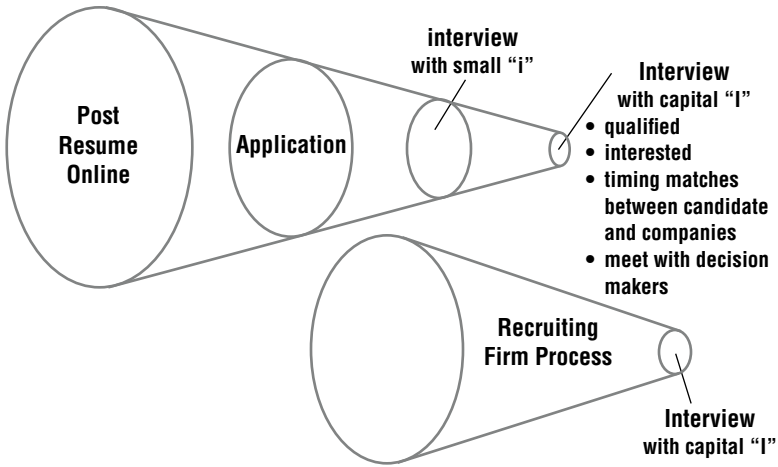 Post
Resume
Online
Application
interview
with small “i”
Interview
with capital “I”
• qualified
• interested
• timing matches
between candidate
and companies
• meet with decision
makers
Recruiting
Firm Process
Interview
with capital “I”